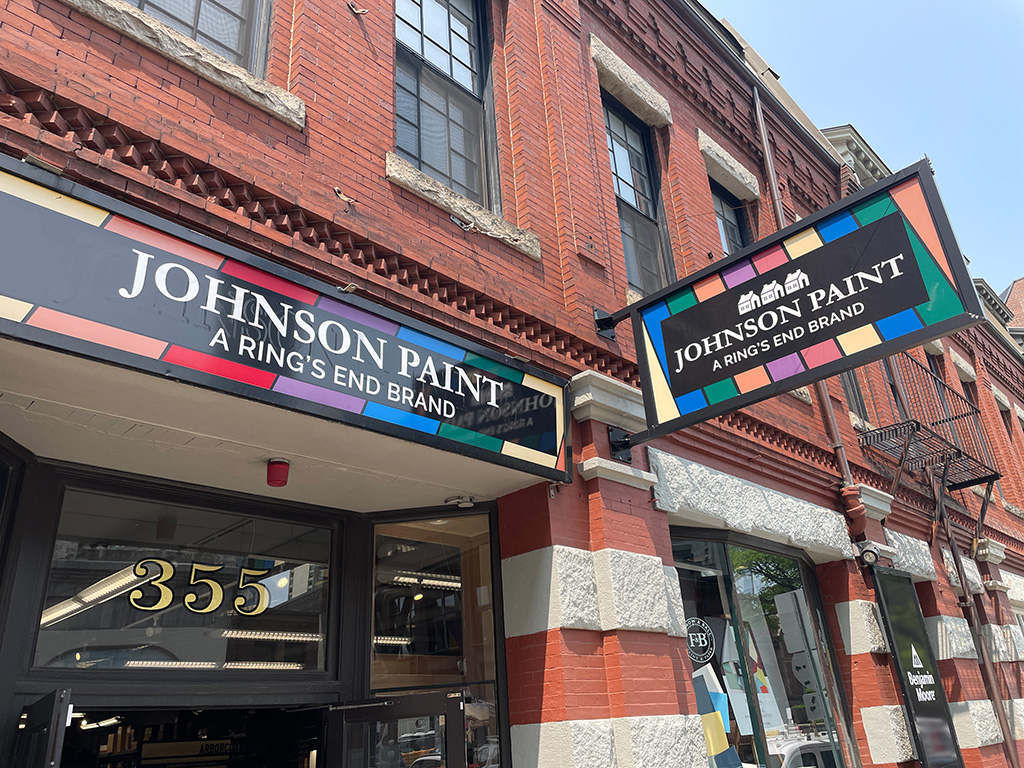 JOHNSON PAINT
A RING'S END BRAND
JOHNSON PAINT
A RING'S END BRAND
355
F&B
Benjamin
Moore